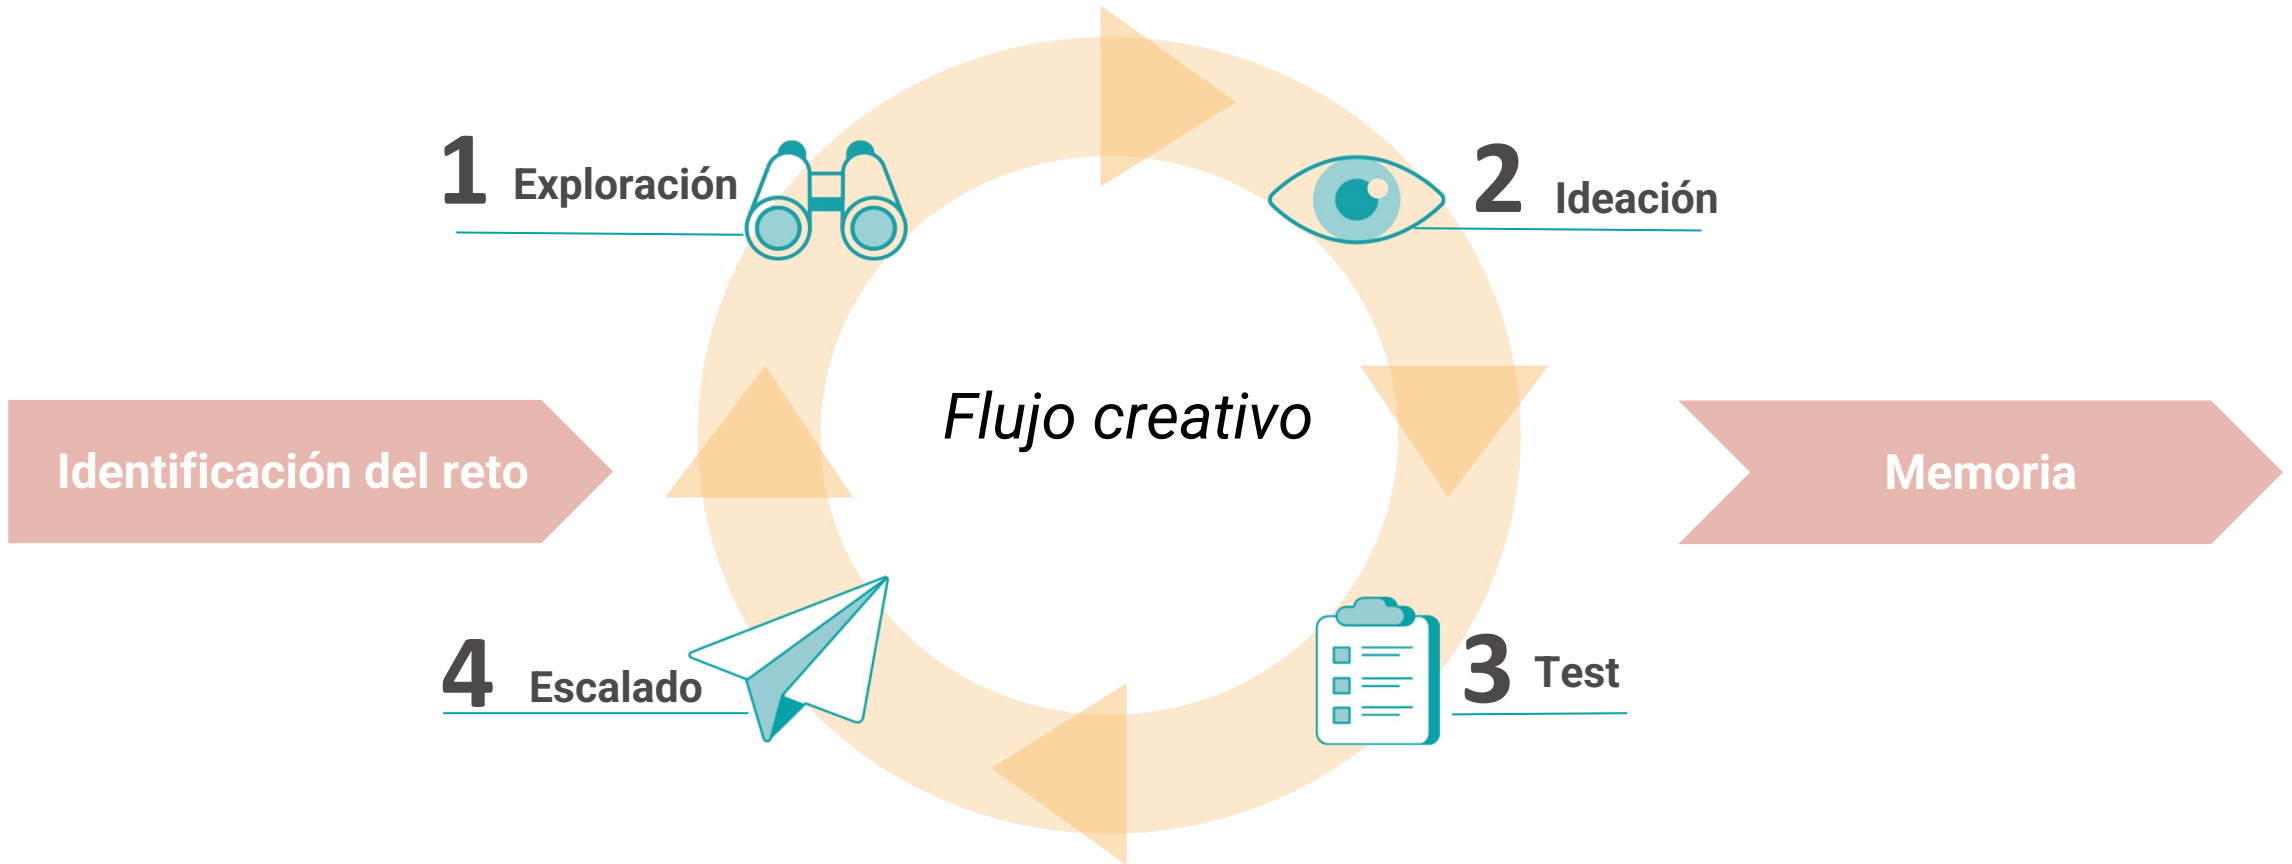 1 Exploración
2 Ideación
Flujo creativo
Identificación del reto
Memoria
4 Escalado
3 Test